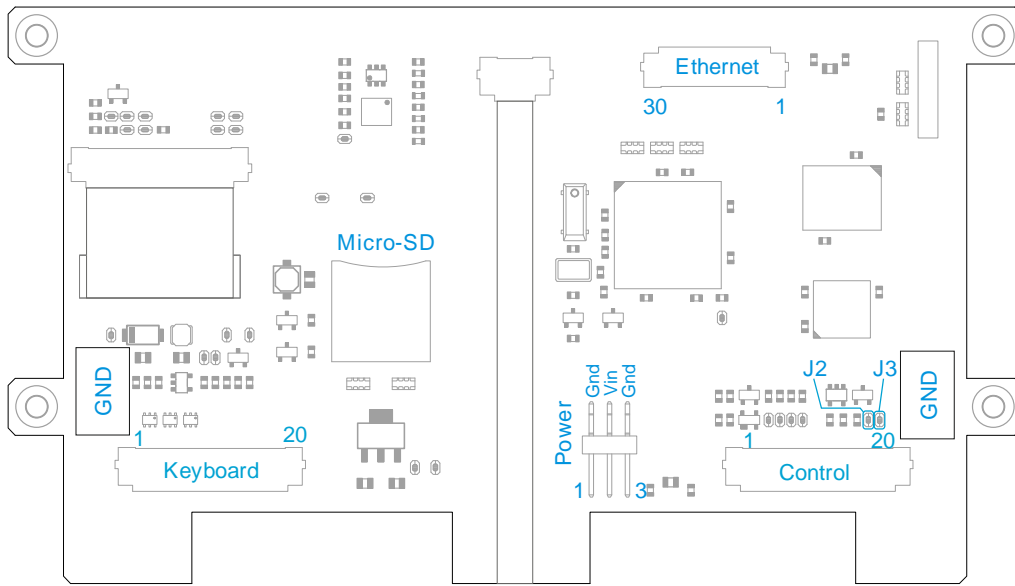 Ethernet
30 1
Micro-SD
GND
J2 J3
GND
Gnd
Vin
Gnd
Power
1 20
Keyboard
1 3
1 20
Control